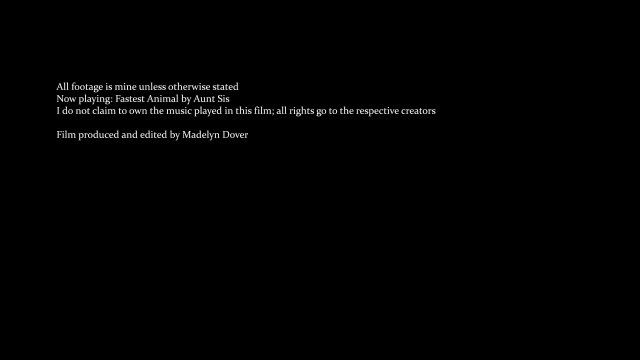 All footage is mine unless otherwise stated
Now playing: Fastest Animal by Aunt Sis
I do not claim to own the music played in this film; all rights go to the respective creators
Film produced and edited by Madelyn Dover